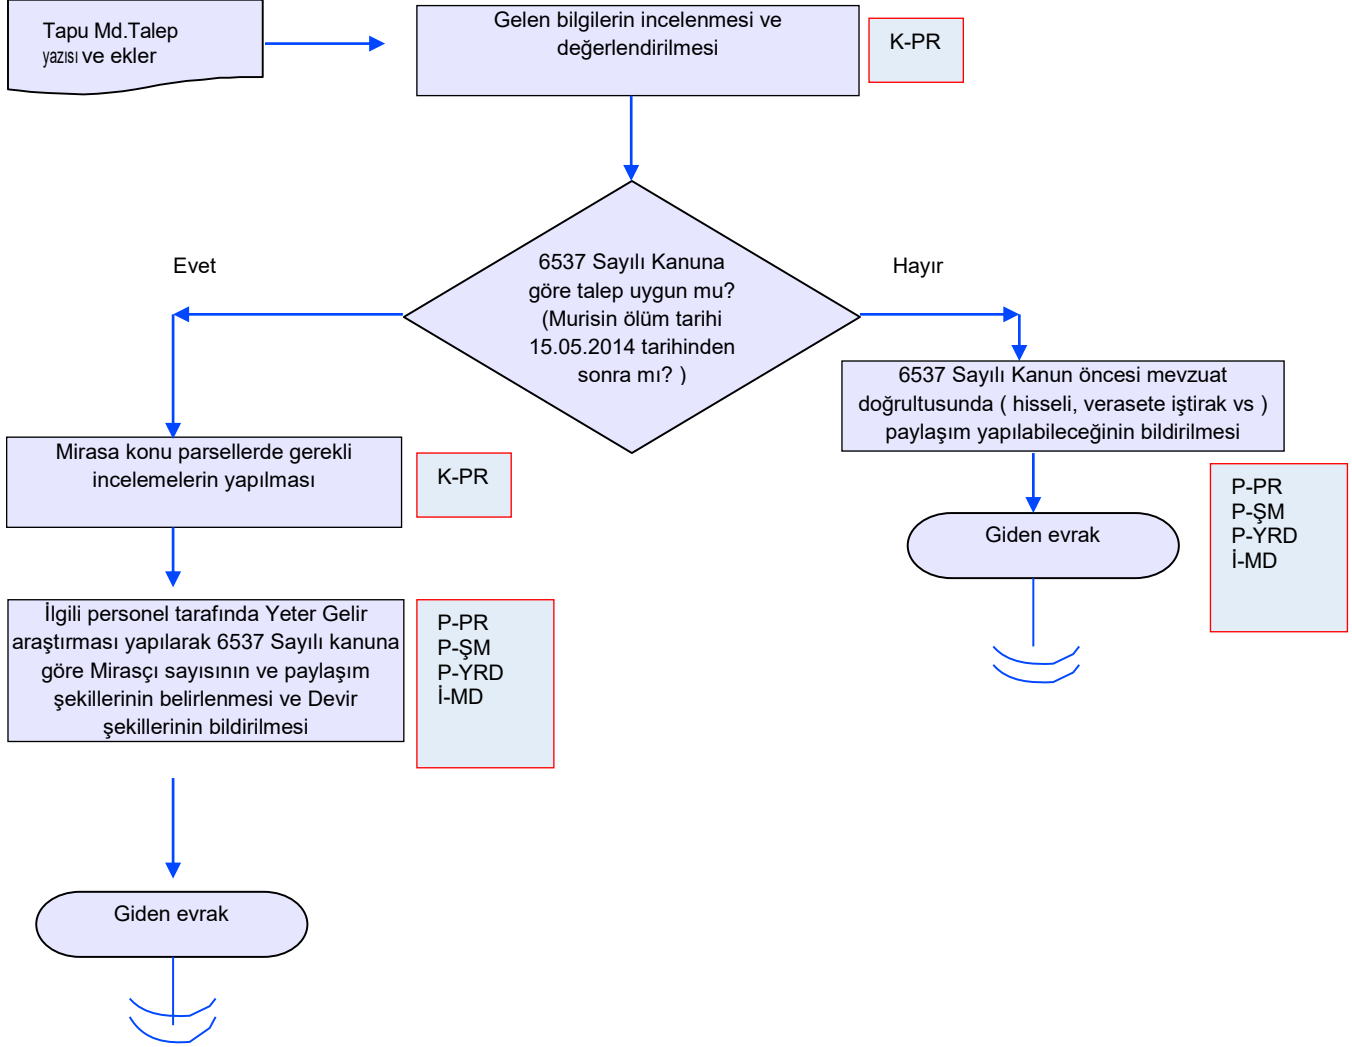 Tapu Md.Talep
yazısı ve ekler
Gelen bilgilerin incelenmesi ve
değerlendirilmesi
K-PR
Evet
6537 Sayılı Kanuna
göre talep uygun mu?
(Murisin ölüm tarihi
15.05.2014 tarihinden
sonra mı? )
Hayır
6537 Sayılı Kanun öncesi mevzuat
doğrultusunda ( hisseli, verasete iştirak vs )
paylaşım yapılabileceğinin bildirilmesi
Mirasa konu parsellerde gerekli
incelemelerin yapılması
K-PR
P-PR
P-ŞM
P-YRD
İ-MD
Giden evrak
İlgili personel tarafında Yeter Gelir
araştırması yapılarak 6537 Sayılı kanuna
göre Mirasçı sayısının ve paylaşım
şekillerinin belirlenmesi ve Devir
şekillerinin bildirilmesi
P-PR
P-ŞM
P-YRD
İ-MD
Giden evrak